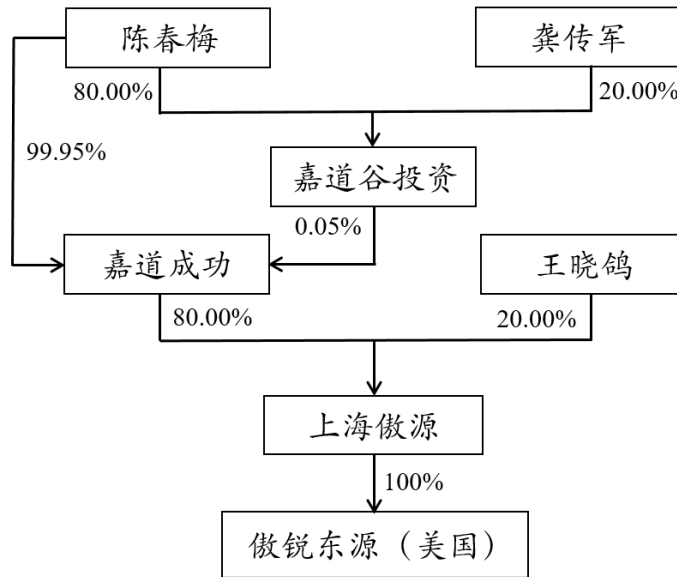 陈春梅
龚传军
80.00%
20.00%
99.95%
嘉道谷投资
0.05%
嘉道成功
王晓鸽
80.00%
20.00%
上海傲源
100%
傲锐东源（美国）